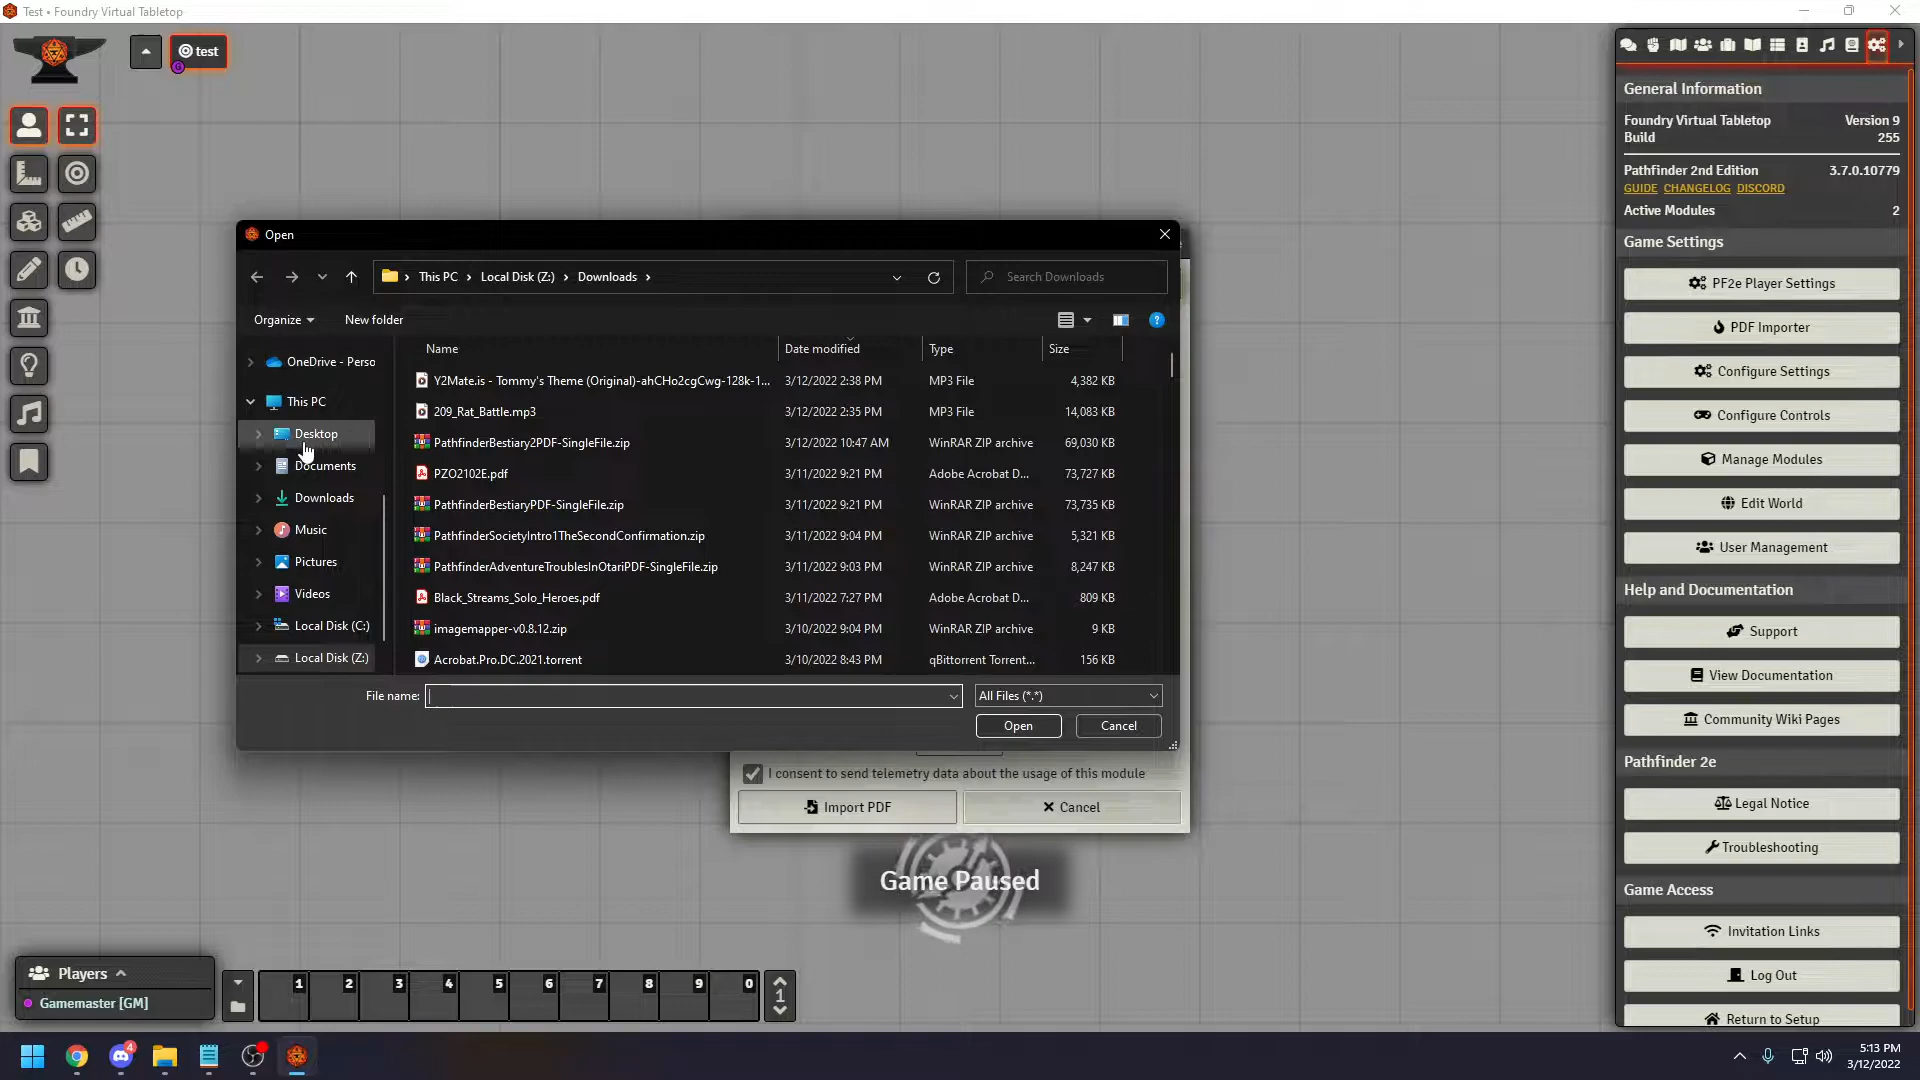 Test • Foundry Virtual Tabletop
test
G
General Information
Foundry Virtual Tabletop Version 9
Build 255
Pathfinder 2nd Edition 3.7.0.10779
GUIDE CHANGELOG DISCORD
Active Modules 2
Game Settings
PF2e Player Settings
PDF Importer
Configure Settings
Configure Controls
Manage Modules
Edit World
User Management
Help and Documentation
Support
View Documentation
Community Wiki Pages
Pathfinder 2e
Legal Notice
Troubleshooting
Game Access
Invitation Links
Log Out
Return to Setup
Open
This PC › Local Disk (Z:) › Downloads ›
Search Downloads
Organize New folder
Name Date modified Type Size
OneDrive - Perso
This PC
Desktop
Documents
Downloads
Music
Pictures
Videos
Local Disk (C:)
Local Disk (Z:)
Y2Mate.is - Tommy's Theme (Original)-ahCHo2cgCwg-128k-1... 3/12/2022 2:38 PM MP3 File 4,382 KB
209_Rat_Battle.mp3 3/12/2022 2:35 PM MP3 File 14,083 KB
PathfinderBestiary2PDF-SingleFile.zip 3/12/2022 10:47 AM WinRAR ZIP archive 69,030 KB
PZO2102E.pdf 3/11/2022 9:21 PM Adobe Acrobat D... 73,727 KB
PathfinderBestiaryPDF-SingleFile.zip 3/11/2022 9:21 PM WinRAR ZIP archive 73,735 KB
PathfinderSocietyIntro1TheSecondConfirmation.zip 3/11/2022 9:04 PM WinRAR ZIP archive 5,321 KB
PathfinderAdventureTroublesInOtariPDF-SingleFile.zip 3/11/2022 9:03 PM WinRAR ZIP archive 8,247 KB
Black_Streams_Solo_Heroes.pdf 3/11/2022 7:27 PM Adobe Acrobat D... 809 KB
imagemapper-v0.8.12.zip 3/10/2022 9:04 PM WinRAR ZIP archive 9 KB
Acrobat.Pro.DC.2021.torrent 3/10/2022 8:43 PM qBittorrent Torrent... 156 KB
File name: All Files (*.*)
Open Cancel
I consent to send telemetry data about the usage of this module
Import PDF Cancel
Game Paused
Players
Gamemaster [GM]
1 2 3 4 5 6 7 8 9 0
1
4
5:13 PM
3/12/2022